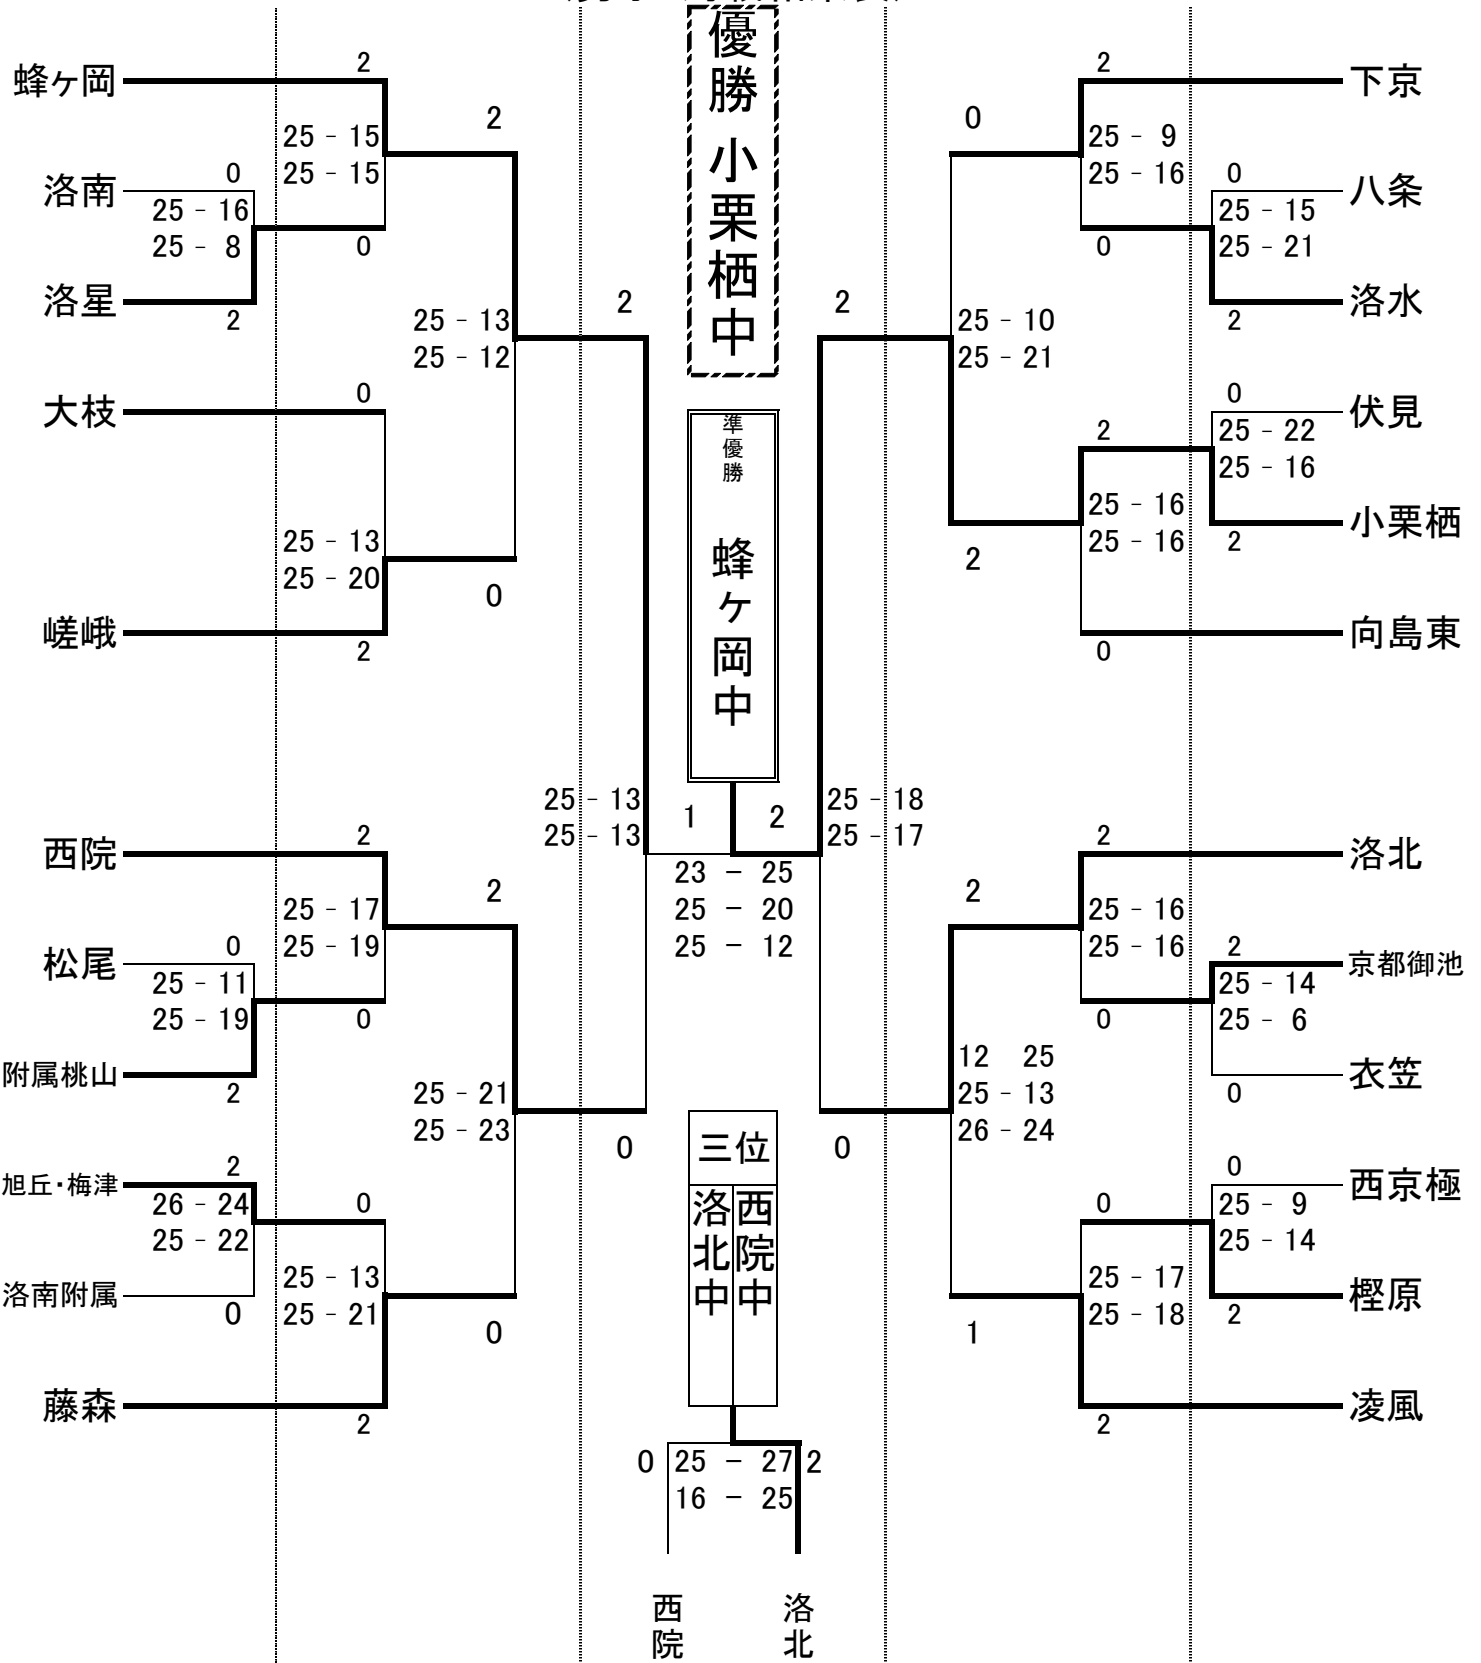 優勝 小栗栖中
準優勝 蜂ヶ岡中
蜂ヶ岡
2
25 - 15
25 - 15
2
洛南
0
25 - 16
25 - 8
0
洛星
2
25 - 13
25 - 12
2
大枝
0
25 - 13
25 - 20
0
嵯峨
2
25 - 13
25 - 13
西院
2
25 - 17
25 - 19
2
松尾
0
25 - 11
25 - 19
0
附属桃山
2
25 - 21
25 - 23
0
旭丘・梅津
2
26 - 24
25 - 22
0
洛南附属
0
25 - 13
25 - 21
0
藤森
2
1
2
23 - 25
25 - 20
25 - 12
下京
2
25 - 9
25 - 16
0
八条
0
25 - 15
25 - 21
0
洛水
2
25 - 10
25 - 21
2
伏見
0
25 - 22
25 - 16
2
小栗栖
2
25 - 16
25 - 16
2
向島東
0
25 - 18
25 - 17
洛北
2
25 - 16
25 - 16
2
京都御池
2
25 - 14
25 - 6
0
衣笠
0
12 25
25 - 13
26 - 24
0
西京極
0
25 - 9
25 - 14
0
樫原
2
25 - 17
25 - 18
1
凌風
2
三位
洛北中
西院中
0
25 - 27
2
16 - 25
西院
洛北